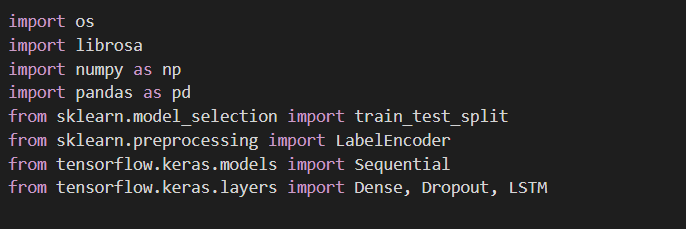 import os
import librosa
import numpy as np
import pandas as pd
from sklearn.model_selection import train_test_split
from sklearn.preprocessing import LabelEncoder
from tensorflow.keras.models import Sequential
from tensorflow.keras.layers import Dense, Dropout, LSTM